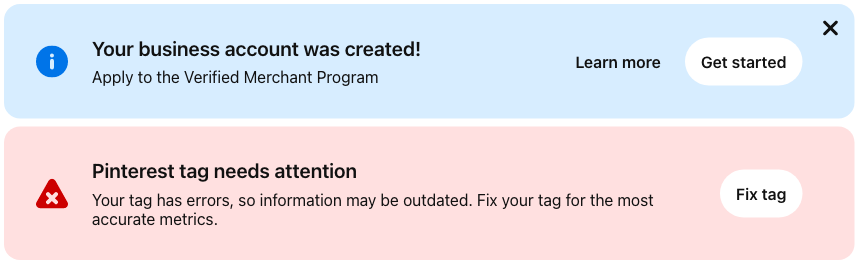 Your business account was created!
Apply to the Verified Merchant Program
Learn more
Get started
Pinterest tag needs attention
Your tag has errors, so information may be outdated. Fix your tag for the most
accurate metrics.
Fix tag